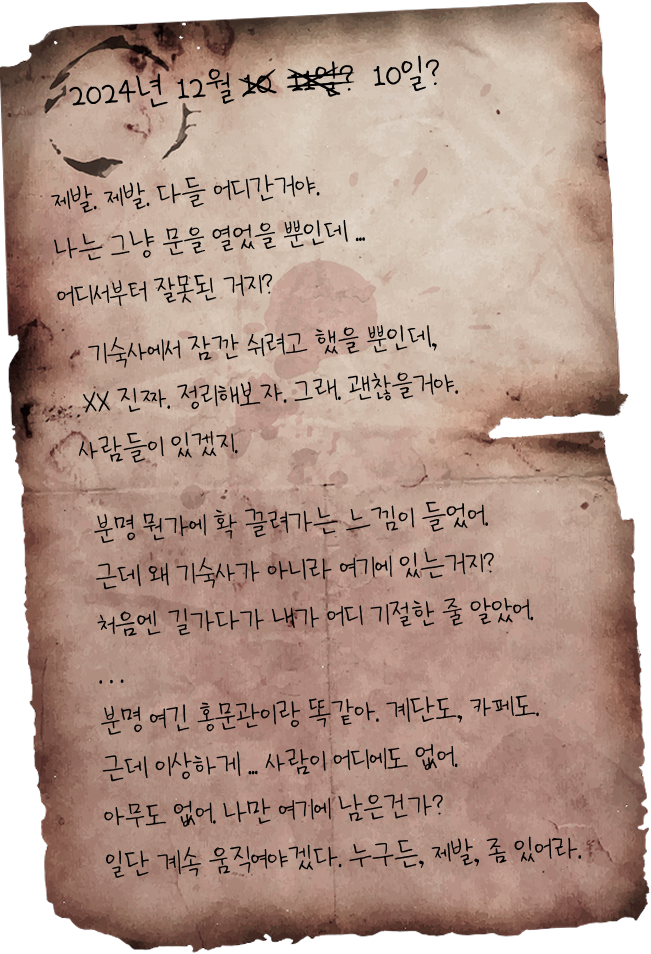 2024년 12월 10 11일? 10일?
제발. 제발. 다들 어디간거야.
나는 그냥 문을 열었을 뿐인데 ...
어디서부터 잘못된 거지?
기숙사에서 잠깐 쉬려고 했을 뿐인데,
XX 진짜. 정리해보자. 그래. 괜찮을거야.
사람들이 있겠지.
분명 뭔가에 확 끌려가는 느낌이 들었어.
근데 왜 기숙사가 아니라 여기에 있는거지?
처음엔 길가다가 내가 어디 기절한 줄 알았어.
...
분명 여긴 홍문관이랑 똑같아. 계단도, 카페도.
근데 이상하게 ... 사람이 어디에도 없어.
아무도 없어. 나만 여기에 남은건가?
일단 계속 움직여야겠다. 누구든, 제발, 좀 있어라.